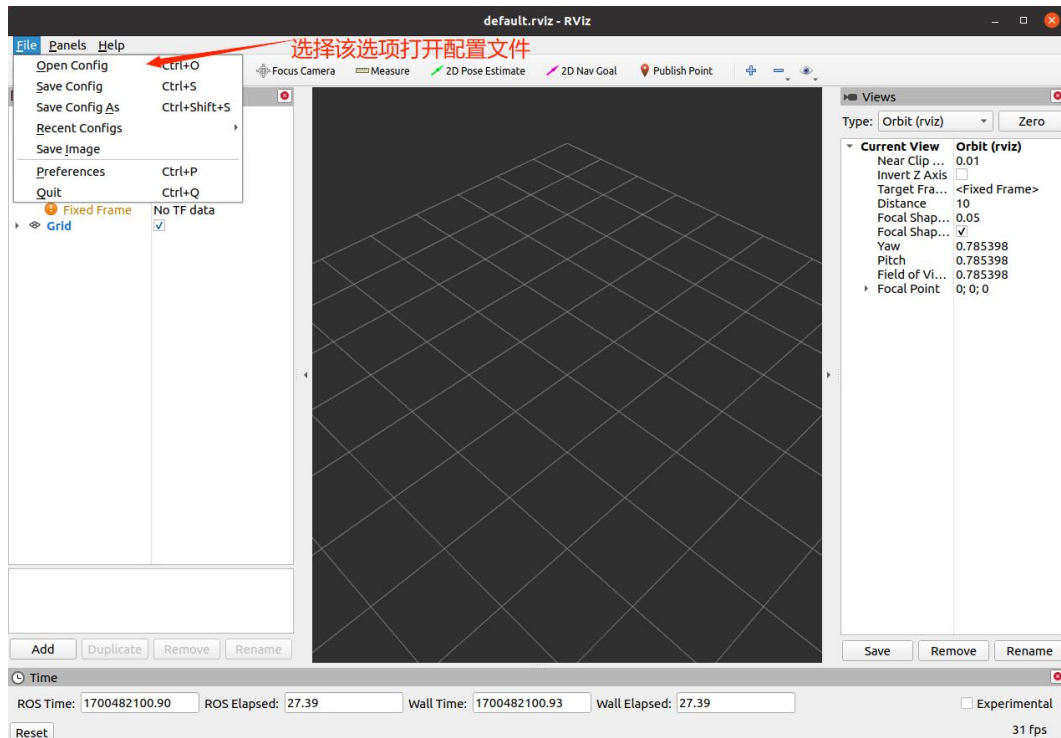 default.rviz - RViz
File Panels Help
选择该选项打开配置文件
Open Config Ctrl+O
Save Config Ctrl+S
Save Config As Ctrl+Shift+S
Recent Configs
Save Image
Preferences Ctrl+P
Quit Ctrl+Q
Focus Camera Measure 2D Pose Estimate 2D Nav Goal Publish Point
Fixed Frame No TF data
Grid
Views
Type: Orbit (rviz) Zero
Current View Orbit (rviz)
Near Clip ... 0.01
Invert Z Axis
Target Fra... <Fixed Frame>
Distance 10
Focal Shap... 0.05
Focal Shap...
Yaw 0.785398
Pitch 0.785398
Field of Vi... 0.785398
Focal Point 0; 0; 0
Add Duplicate Remove Rename
Save Remove Rename
Time
ROS Time: 1700482100.90 ROS Elapsed: 27.39 Wall Time: 1700482100.93 Wall Elapsed: 27.39 Experimental
Reset 31 fps